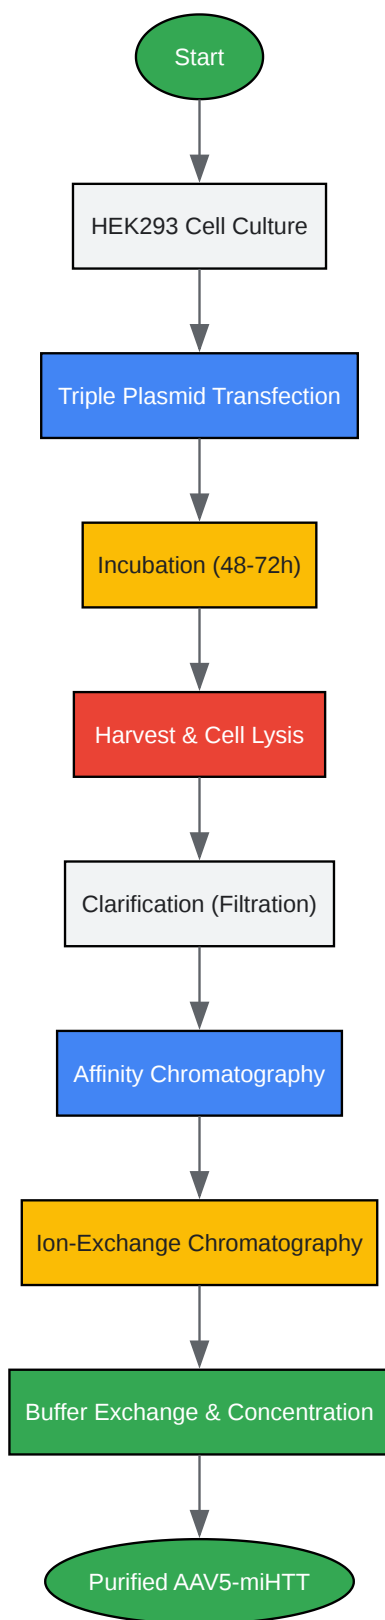 Start
HEK293 Cell Culture
Triple Plasmid Transfection
Incubation (48-72h)
Harvest & Cell Lysis
Clarification (Filtration)
Affinity Chromatography
Ion-Exchange Chromatography
Buffer Exchange & Concentration
Purified AAV5-miHTT